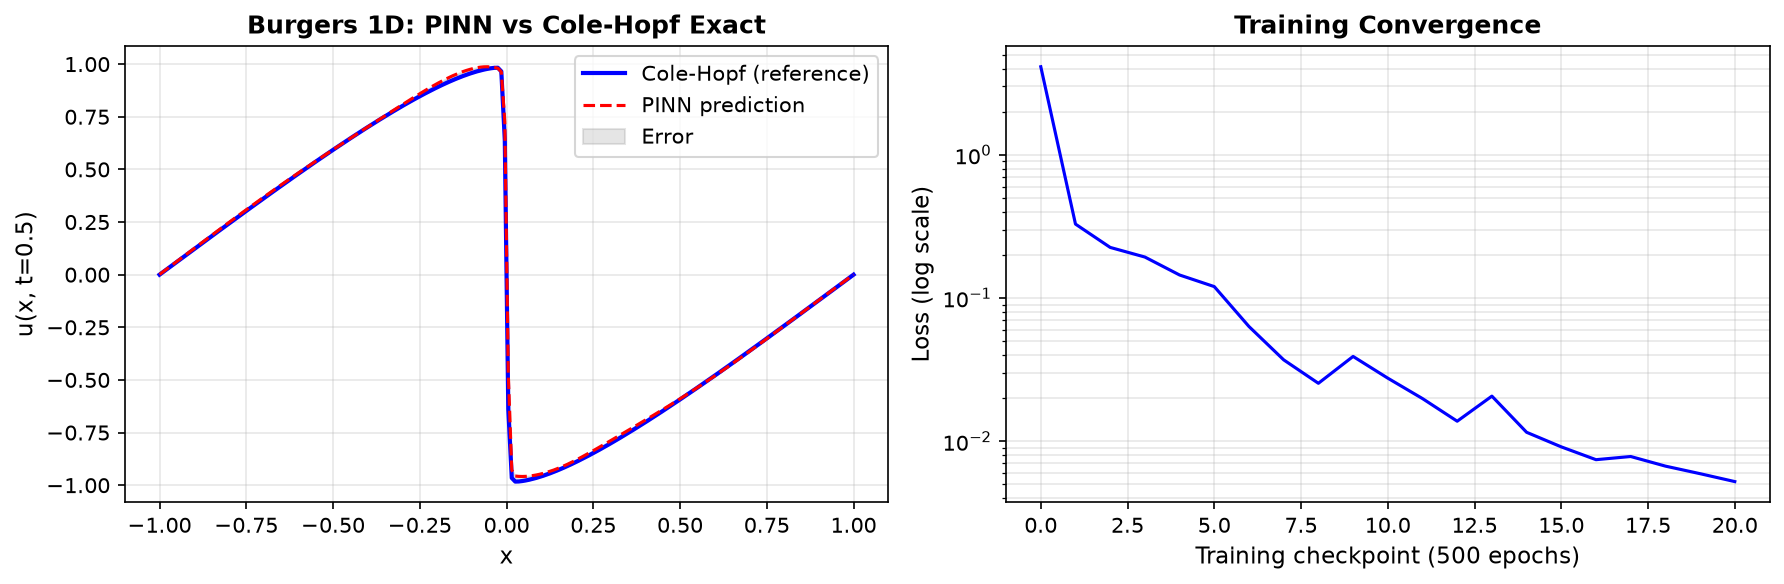 Burgers 1D: PINN vs Cole-Hopf Exact
1.00
0.75
0.50
0.25
0.00
−0.25
−0.50
−0.75
−1.00
u(x, t=0.5)
Cole-Hopf (reference)
PINN prediction
Error
−1.00 −0.75 −0.50 −0.25 0.00 0.25 0.50 0.75 1.00
x
Training Convergence
10⁰
10⁻¹
10⁻²
Loss (log scale)
0.0 2.5 5.0 7.5 10.0 12.5 15.0 17.5 20.0
Training checkpoint (500 epochs)